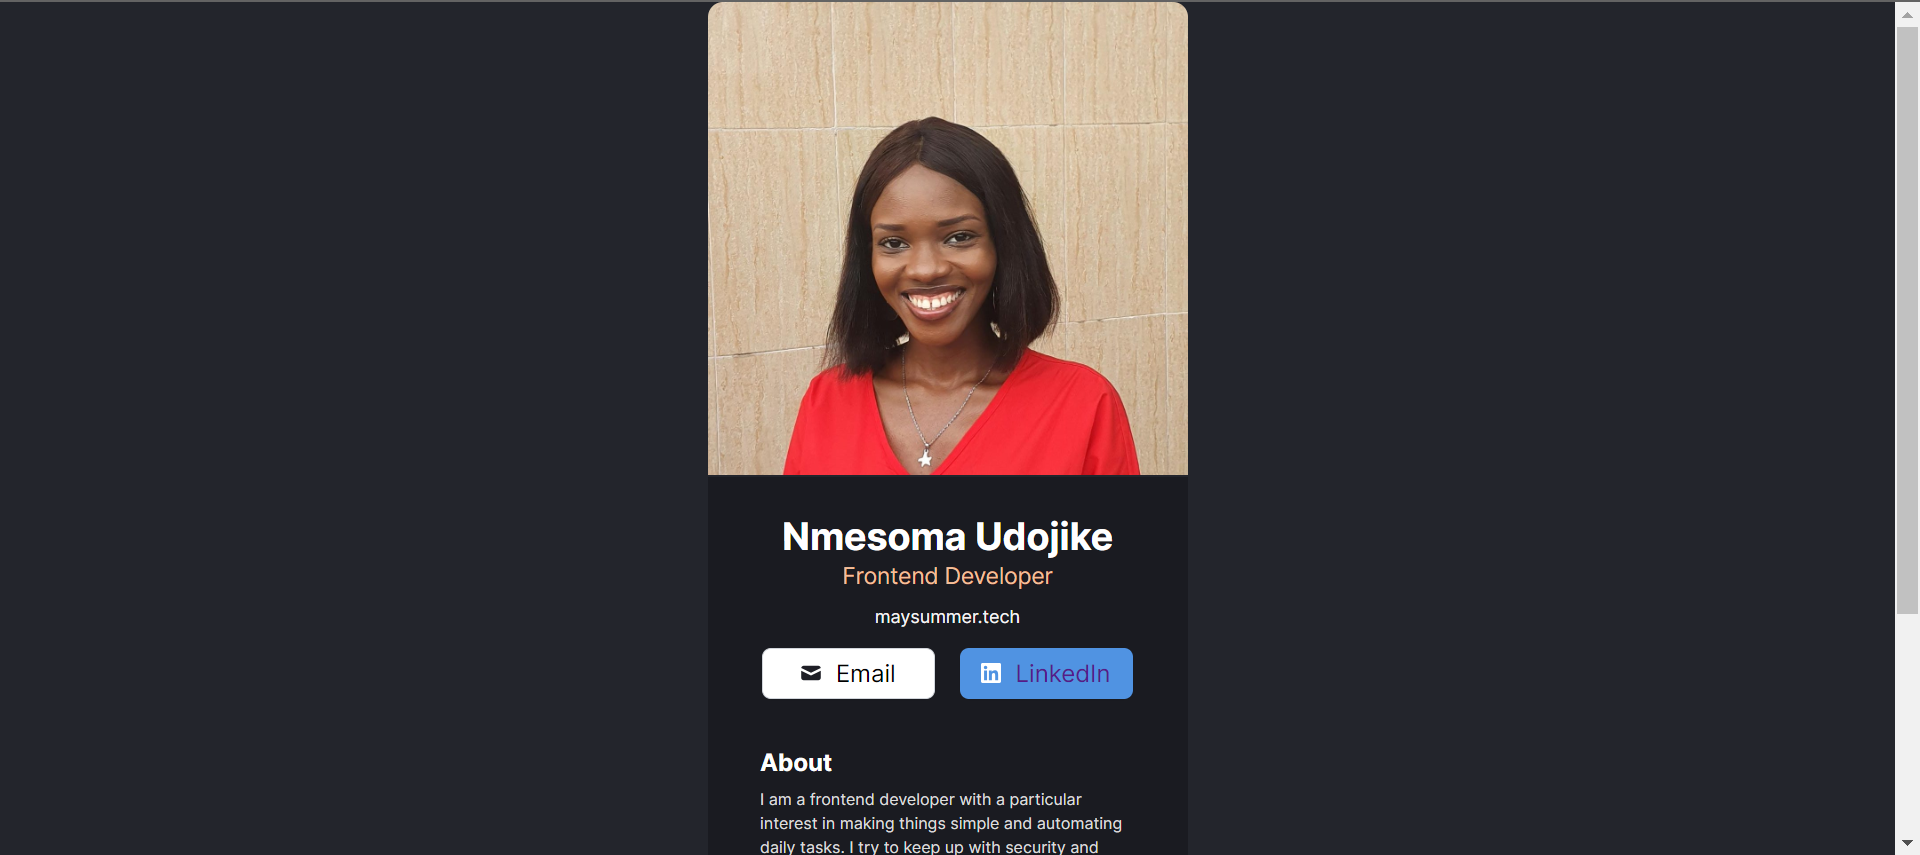 Nmesoma Udojike
Frontend Developer
maysummer.tech
Email
in LinkedIn
About
I am a frontend developer with a particular
interest in making things simple and automating
daily tasks. I try to keep up with security and